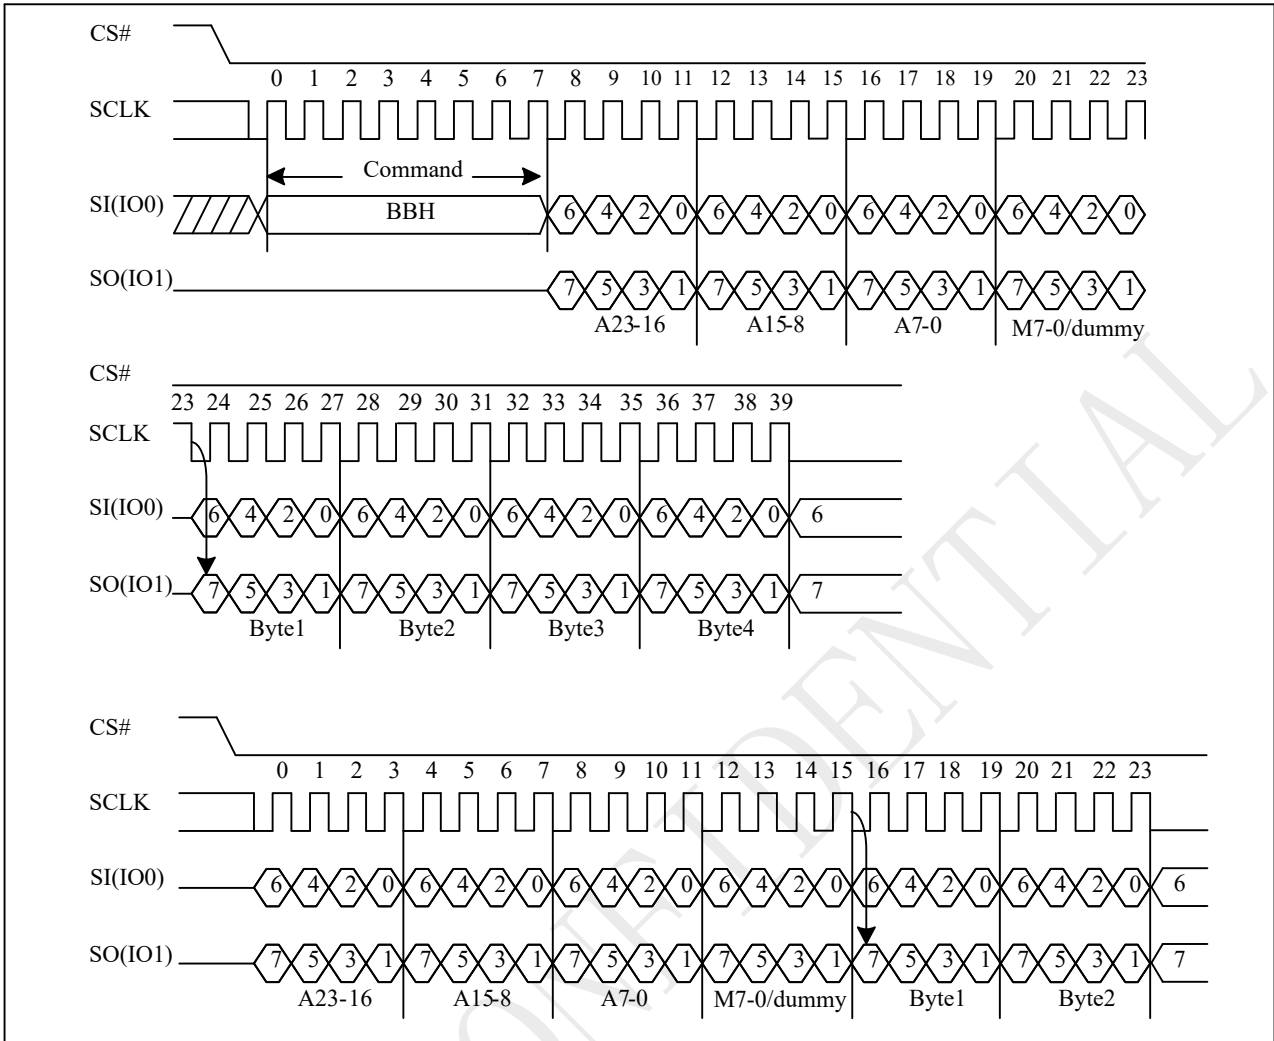 CS#
0 1 2 3 4 5 6 7 8 9 10 11 12 13 14 15 16 17 18 19 20 21 22 23
SCLK
Command
SI(IO0) BBH 6 4 2 0 6 4 2 0 6 4 2 0 6 4 2 0
SO(IO1) 7 5 3 1 7 5 3 1 7 5 3 1 7 5 3 1
A23-16 A15-8 A7-0 M7-0/dummy
CS#
23 24 25 26 27 28 29 30 31 32 33 34 35 36 37 38 39
SCLK
SI(IO0) 6 4 2 0 6 4 2 0 6 4 2 0 6 4 2 0 6
SO(IO1) 7 5 3 1 7 5 3 1 7 5 3 1 7 5 3 1 7
Byte1 Byte2 Byte3 Byte4
CS#
0 1 2 3 4 5 6 7 8 9 10 11 12 13 14 15 16 17 18 19 20 21 22 23
SCLK
SI(IO0) 6 4 2 0 6 4 2 0 6 4 2 0 6 4 2 0 6 4 2 0 6 4 2 0 6
SO(IO1) 7 5 3 1 7 5 3 1 7 5 3 1 7 5 3 1 7 5 3 1 7 5 3 1 7
A23-16 A15-8 A7-0 M7-0/dummy Byte1 Byte2
ONFIDENTIAL